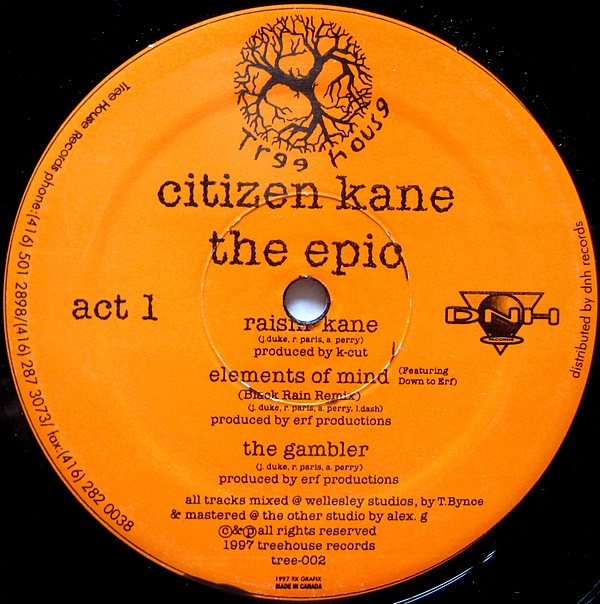 Tree House
citizen kane
the epic
act 1
raisin' kane
(j.duke, r. paris, a. perry)
produced by k-cut
elements of mind (Featuring Down to Erf)
(Black Rain Remix)
(j. duke, r. paris, a. perry, l.dash)
produced by erf productions
the gambler
(j. duke, r. paris, a. perry)
produced by erf productions
all tracks mixed @ wellesley studios, by T.Bynce
& mastered @ the other studio by alex. g
©&℗all rights reserved
1997 treehouse records
tree-002
1997 RX GRAFIX
MADE IN CANADA
Tree House Records phone:(416) 501 2898/(416) 287 3073/ fax:(416) 282 0038
DNH
RECORDS
distributed by dnh records